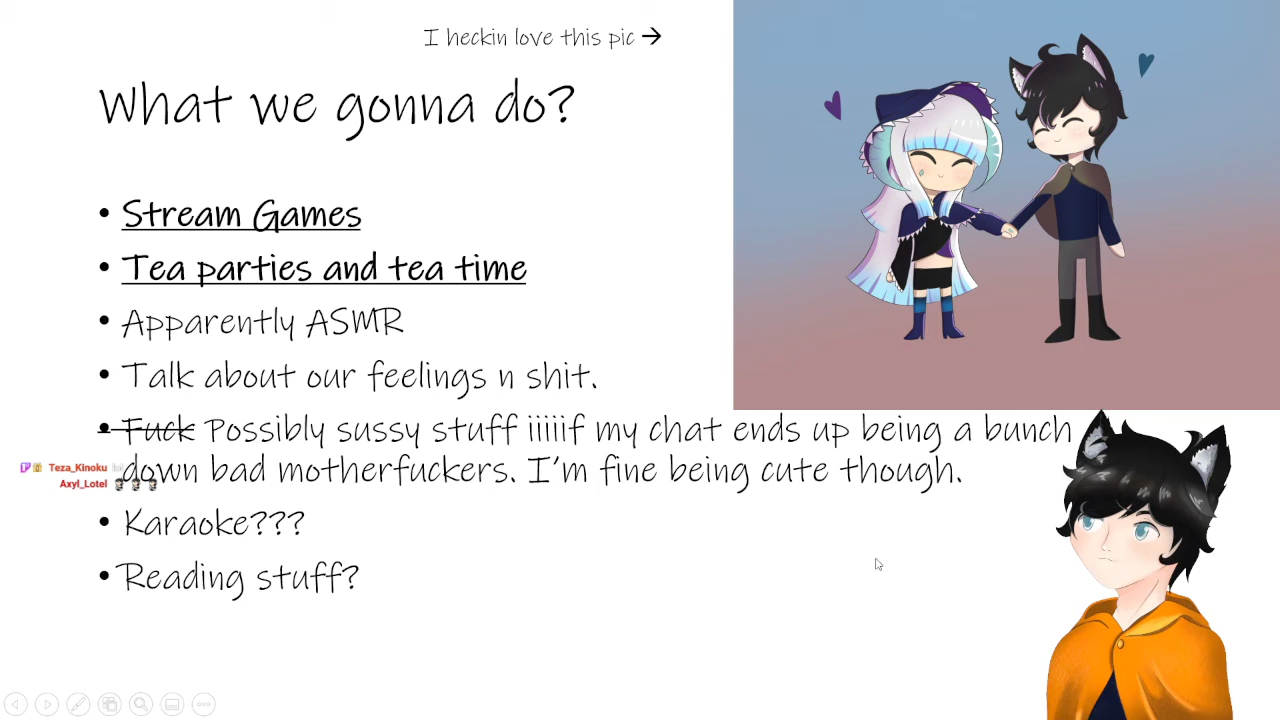 I heckin love this pic →
What we gonna do?
• Stream Games
• Tea parties and tea time
• Apparently ASMR
• Talk about our feelings n shit.
• Fuck Possibly sussy stuff iiiiif my chat ends up being a bunch
down bad motherfuckers. I'm fine being cute though.
Teza_Kinoku lol
Axyl_Lotel
• Karaoke???
• Reading stuff?